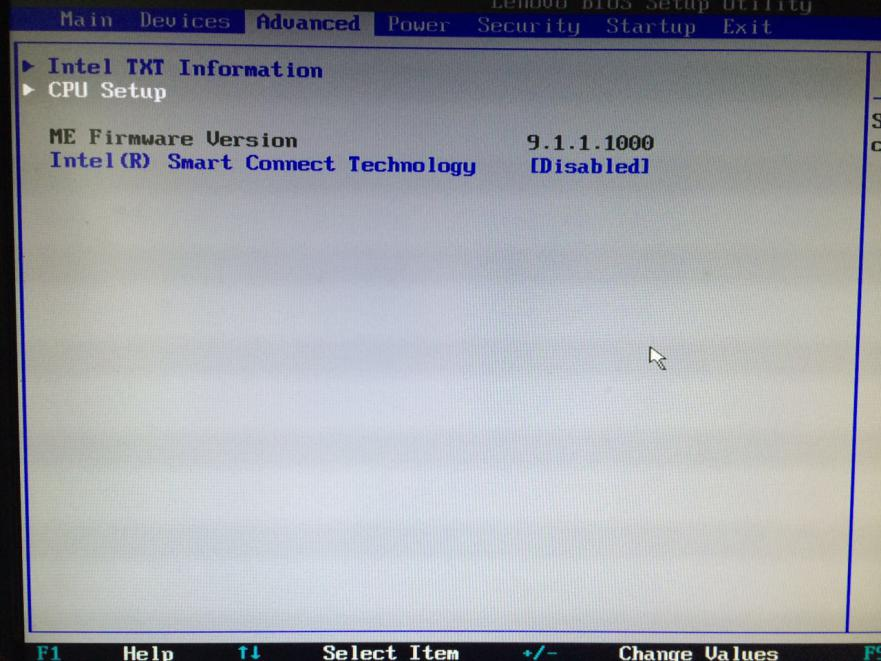 Lenovo BIOS Setup Utility
Main Devices Advanced Power Security Startup Exit
Intel TXT Information
CPU Setup
ME Firmware Version 9.1.1.1000
Intel(R) Smart Connect Technology [Disabled]
F1 Help ↑↓ Select Item +/- Change Values